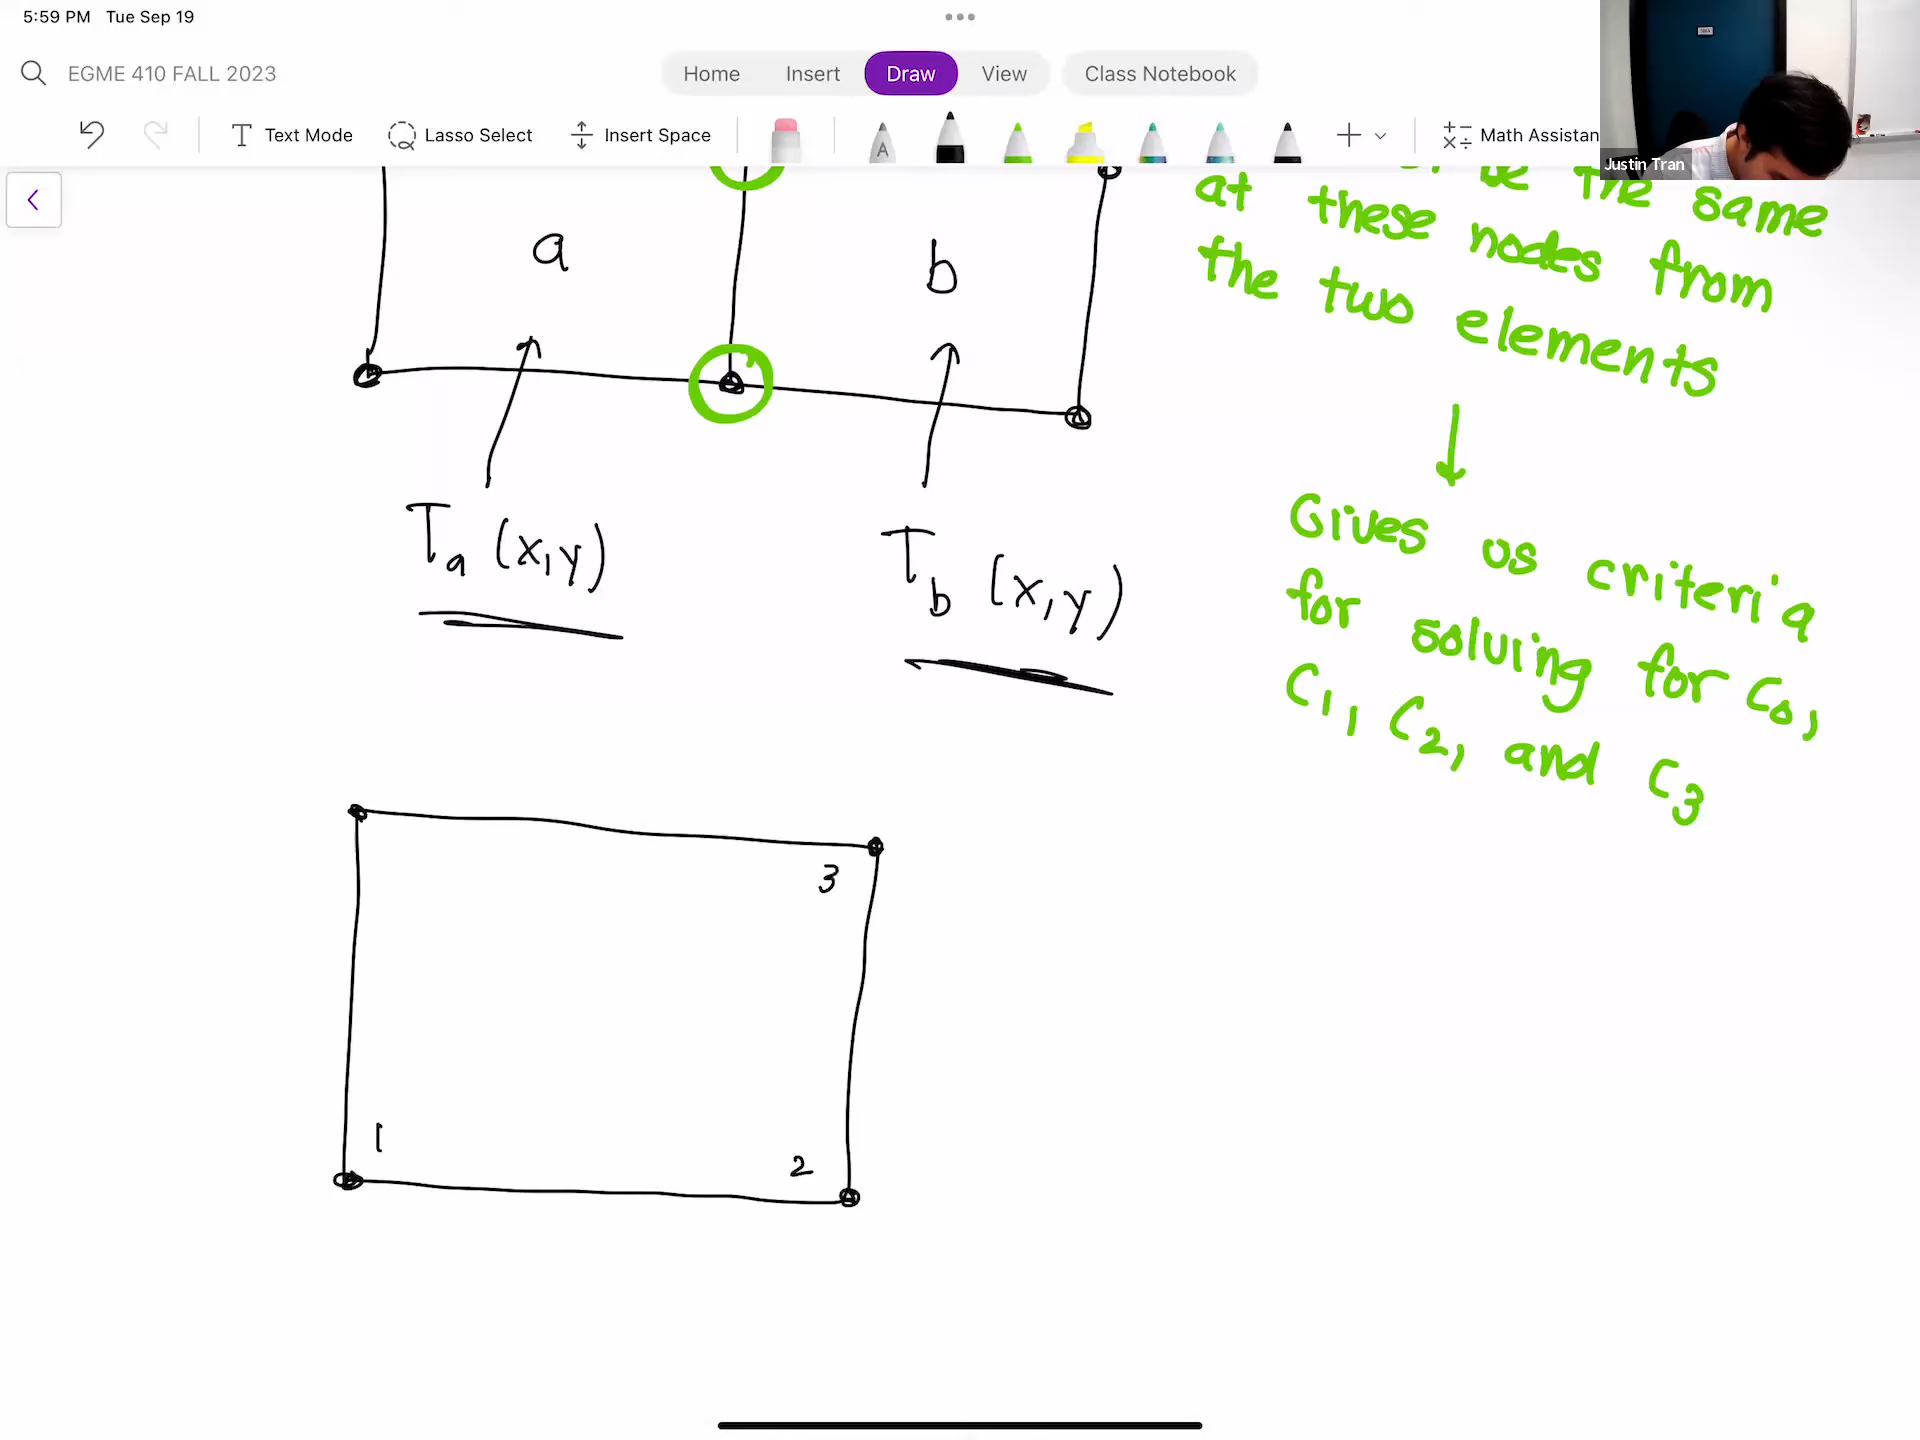 5:59 PM Tue Sep 19
EGME 410 FALL 2023
Home Insert Draw View Class Notebook
Text Mode Lasso Select Insert Space A Math Assistan
Justin Tran
be the same
at these nodes from
the two elements
a
b
Ta (x,y)
Tb (x,y)
Gives us criteria
for solving for C0,
C1, C2, and C3
3
1
2